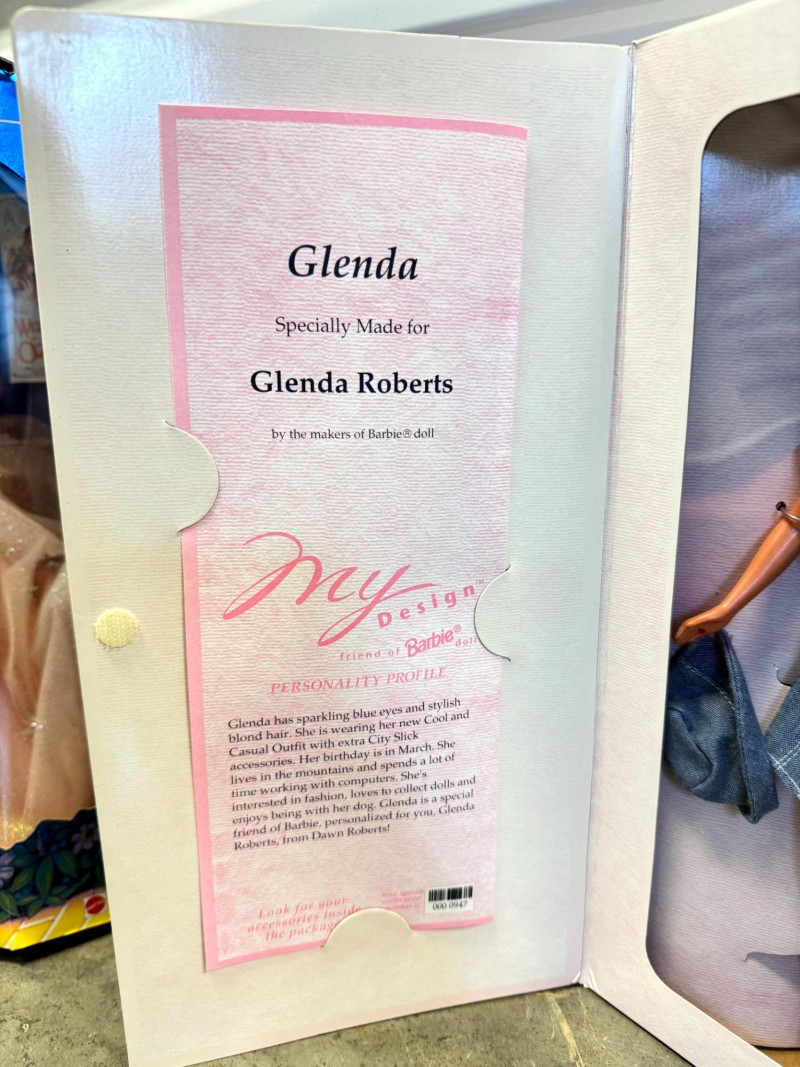 Glenda
Specially Made for
Glenda Roberts
by the makers of Barbie® doll
My
Design™
friend of Barbie® doll
PERSONALITY PROFILE
Glenda has sparkling blue eyes and stylish
blond hair. She is wearing her new Cool and
Casual Outfit with extra City Slick
accessories. Her birthday is in March. She
lives in the mountains and spends a lot of
time working with computers. She's
interested in fashion, loves to collect dolls and
enjoys being with her dog. Glenda is a special
friend of Barbie, personalized for you, Glenda
Roberts, from Dawn Roberts!
Look for your
accessories inside
the package
000 0947